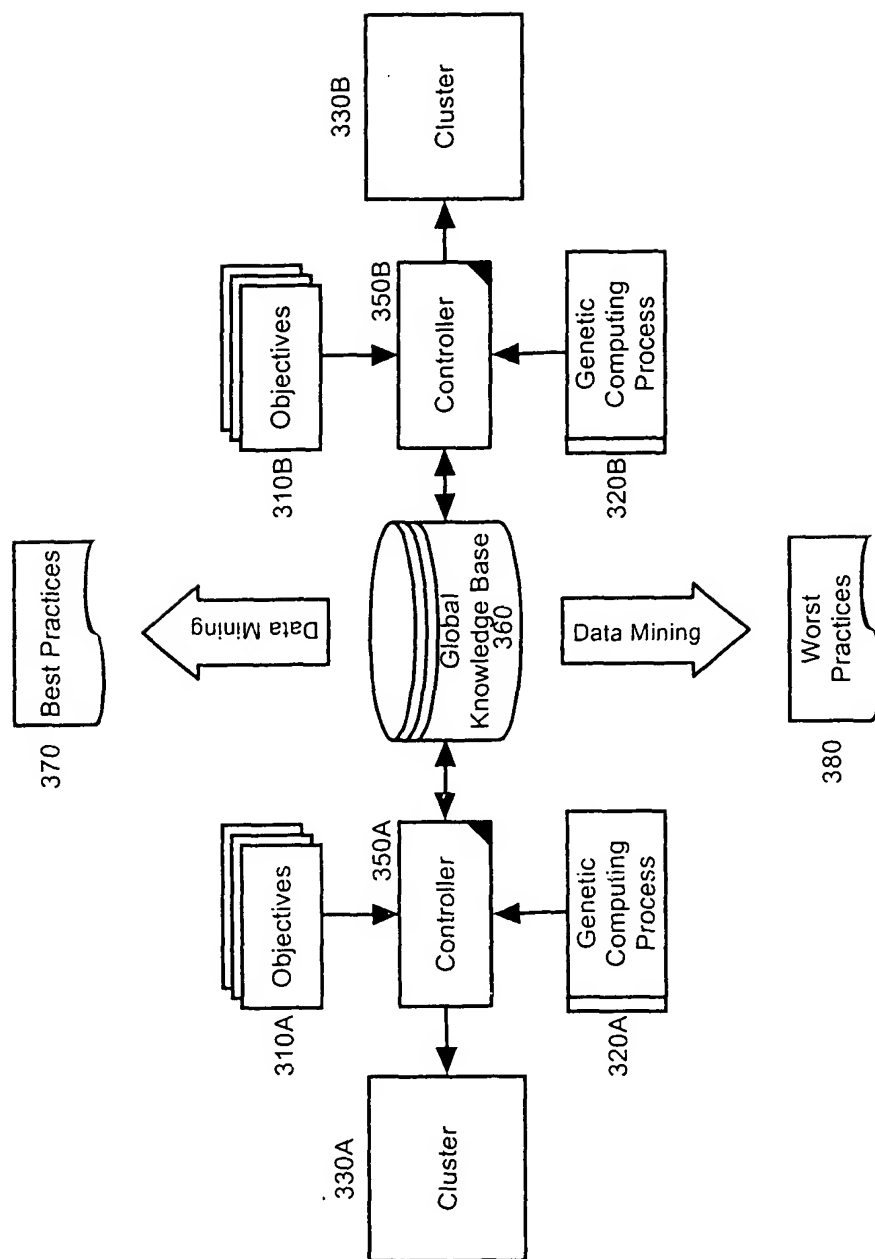 370
Best Practices
Data Mining
310A
Objectives
310B
Objectives
330A
Cluster
350A
Controller
Global
Knowledge Base
360
350B
Controller
330B
Cluster
320A
Genetic
Computing
Process
320B
Genetic
Computing
Process
Data Mining
380
Worst
Practices